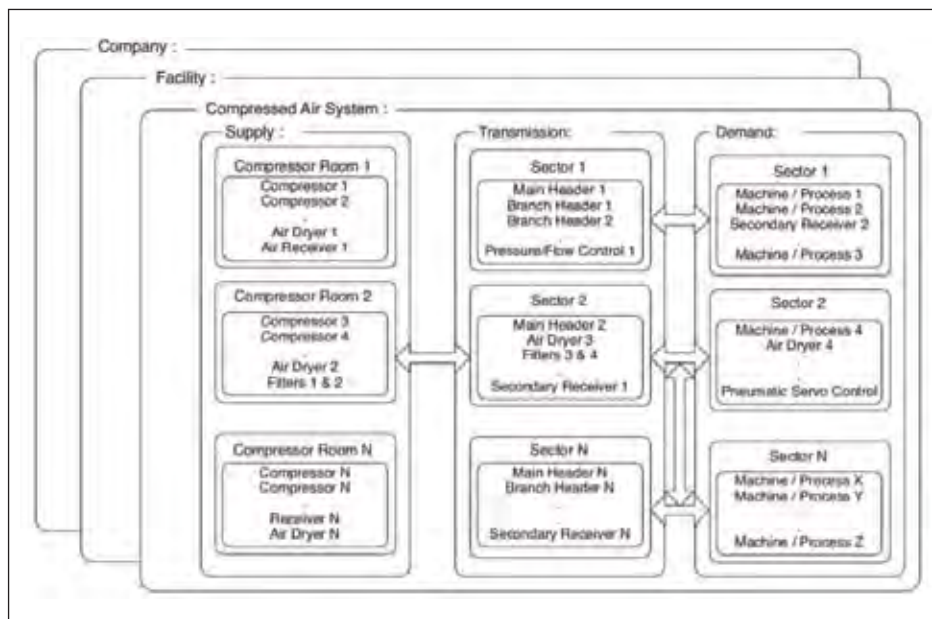 Company :
Facility :
Compressed Air System :
Supply :
Compressor Room 1
Compressor 1
Compressor 2
.
Air Dryer 1
Air Receiver 1
Compressor Room 2
Compressor 3
Compressor 4
.
Air Dryer 2
Filters 1 & 2
Compressor Room N
Compressor N
Compressor N
.
Receiver N
Air Dryer N
Transmission:
Sector 1
Main Header 1
Branch Header 1
Branch Header 2
.
Pressure/Flow Control 1
Sector 2
Main Header 2
Air Dryer 3
Filters 3 & 4
.
Secondary Receiver 1
Sector N
Main Header N
Branch Header N
.
Secondary Receiver N
Demand:
Sector 1
Machine / Process 1
Machine / Process 2
Secondary Receiver 2
.
Machine / Process 3
Sector 2
Machine / Process 4
Air Dryer 4
.
Pneumatic Servo Control
Sector N
Machine / Process X
Machine / Process Y
.
Machine / Process Z